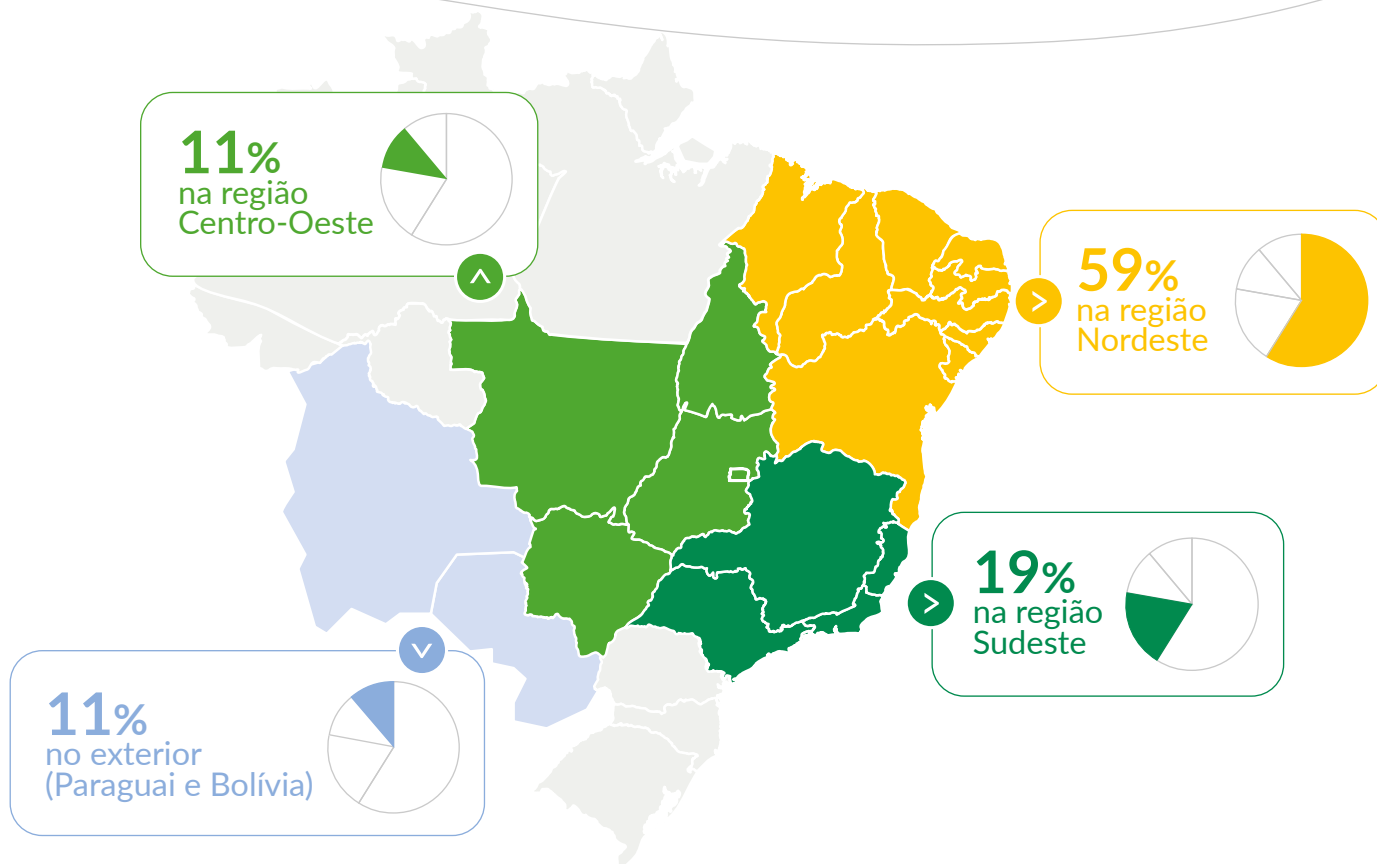 11%
na região
Centro-Oeste
59%
na região
Nordeste
19%
na região
Sudeste
11%
no exterior
(Paraguai e Bolívia)